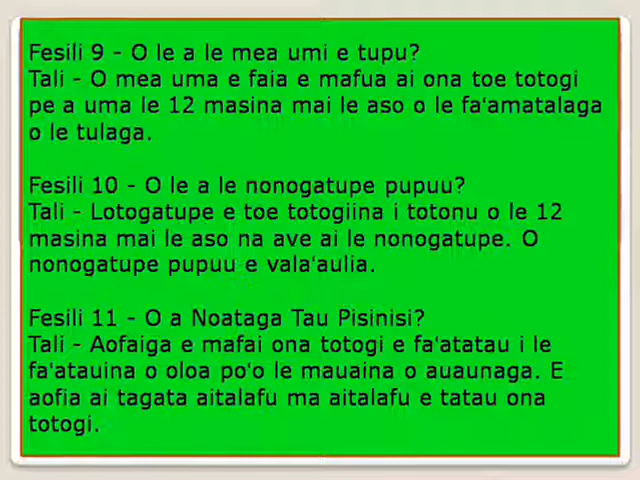 Fesili 9 - O le a le mea umi e tupu?
Tali - O mea uma e faia e mafua ai ona toe totogi
pe a uma le 12 masina mai le aso o le fa'amatalaga
o le tulaga.
Fesili 10 - O le a le nonogatupe pupuu?
Tali - Lotogatupe e toe totogiina i totonu o le 12
masina mai le aso na ave ai le nonogatupe. O
nonogatupe pupuu e vala'aulia.
Fesili 11 - O a Noataga Tau Pisinisi?
Tali - Aofaiga e mafai ona totogi e fa'atatau i le
fa'atauina o oloa po'o le mauaina o auaunaga. E
aofia ai tagata aitalafu ma aitalafu e tatau ona
totogi.